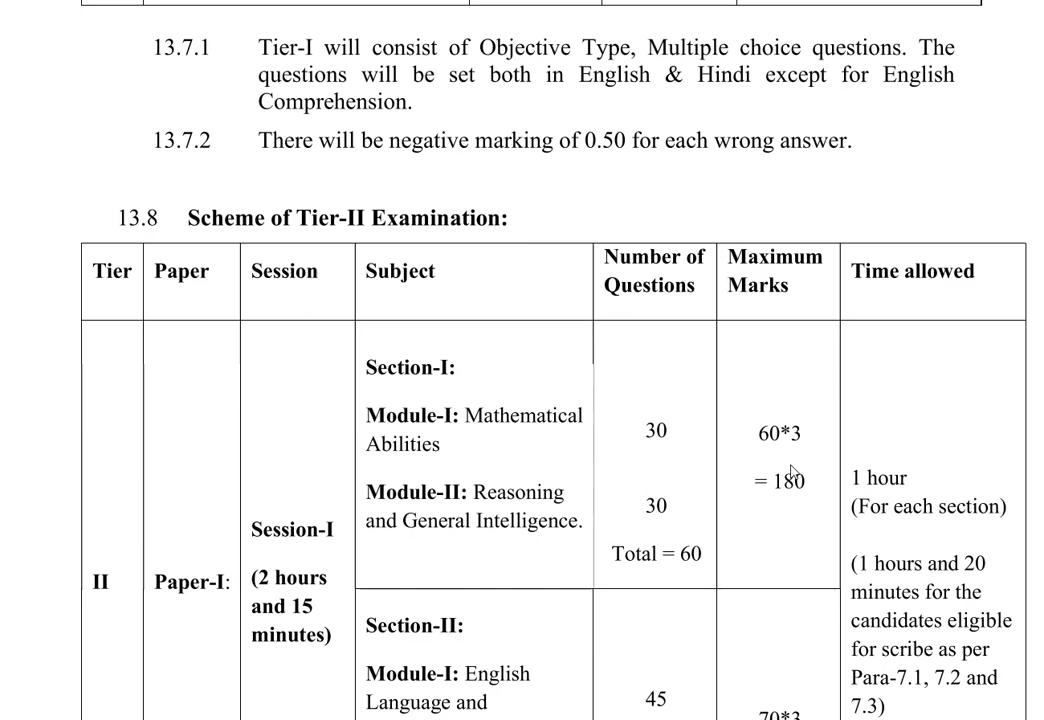 13.7.1 Tier-I will consist of Objective Type, Multiple choice questions. The
questions will be set both in English & Hindi except for English
Comprehension.
13.7.2 There will be negative marking of 0.50 for each wrong answer.
13.8 Scheme of Tier-II Examination:
Tier Paper Session Subject Number of Questions Maximum Marks Time allowed
II
Paper-I:
Session-I
(2 hours
and 15
minutes)
Section-I:
Module-I: Mathematical
Abilities
Module-II: Reasoning
and General Intelligence.
30
30
Total = 60
60*3
= 180
1 hour
(For each section)
(1 hours and 20
minutes for the
candidates eligible
for scribe as per
Para-7.1, 7.2 and
7.3)
Section-II:
Module-I: English
Language and
45
70*3